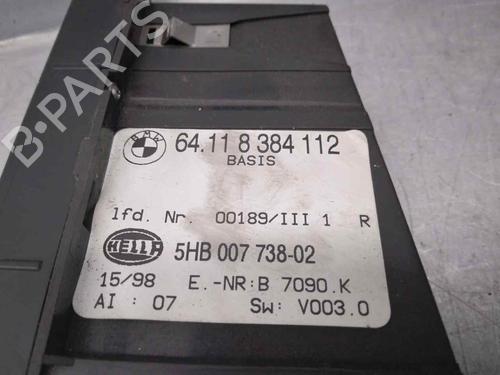 BMW
64.11 8 384 112
BASIS
lfd. Nr. 00189/III 1 R
HELLA
5HB 007 738-02
15/98 E.-NR:B 7090.K
AI : 07 SW: V003.0
B-PARTS